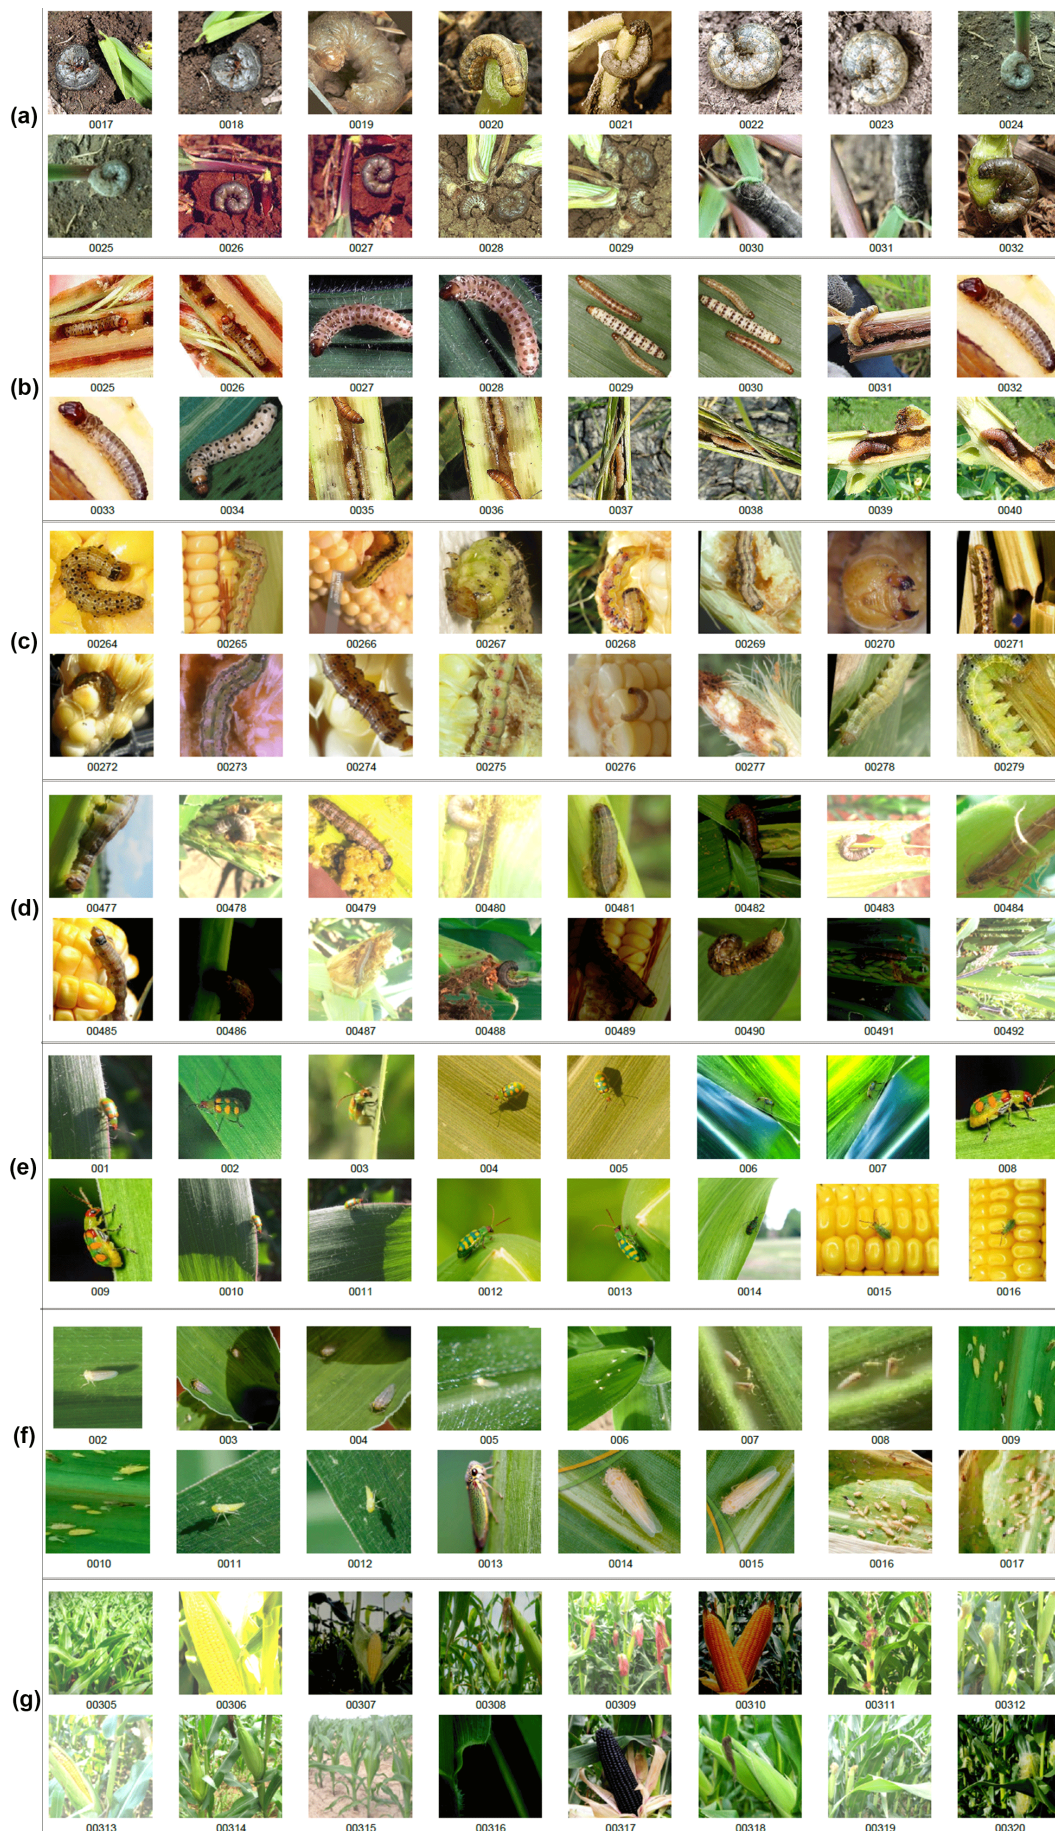 (a)
0017 0018 0019 0020 0021 0022 0023 0024
0025 0026 0027 0028 0029 0030 0031 0032
(b)
0025 0026 0027 0028 0029 0030 0031 0032
0033 0034 0035 0036 0037 0038 0039 0040
(c)
00264 00265 00266 00267 00268 00269 00270 00271
00272 00273 00274 00275 00276 00277 00278 00279
(d)
00477 00478 00479 00480 00481 00482 00483 00484
00485 00486 00487 00488 00489 00490 00491 00492
(e)
001 002 003 004 005 006 007 008
009 0010 0011 0012 0013 0014 0015 0016
(f)
002 003 004 005 006 007 008 009
0010 0011 0012 0013 0014 0015 0016 0017
(g)
00305 00306 00307 00308 00309 00310 00311 00312
00313 00314 00315 00316 00317 00318 00319 00320